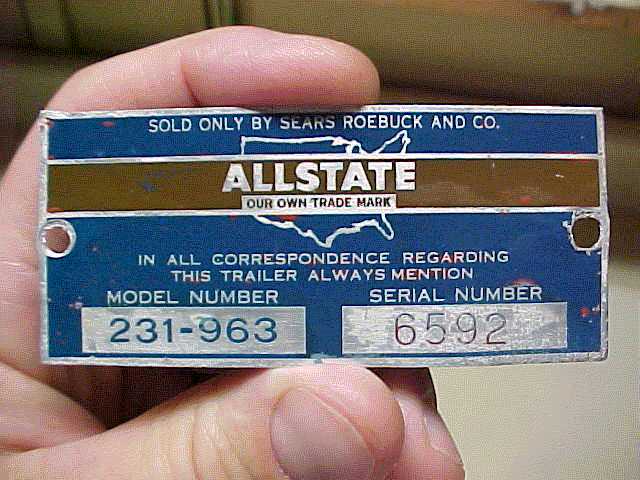 SOLD ONLY BY SEARS ROEBUCK AND CO.
ALLSTATE
OUR OWN TRADE MARK
IN ALL CORRESPONDENCE REGARDING
THIS TRAILER ALWAYS MENTION
MODEL NUMBER SERIAL NUMBER
231-963 6592